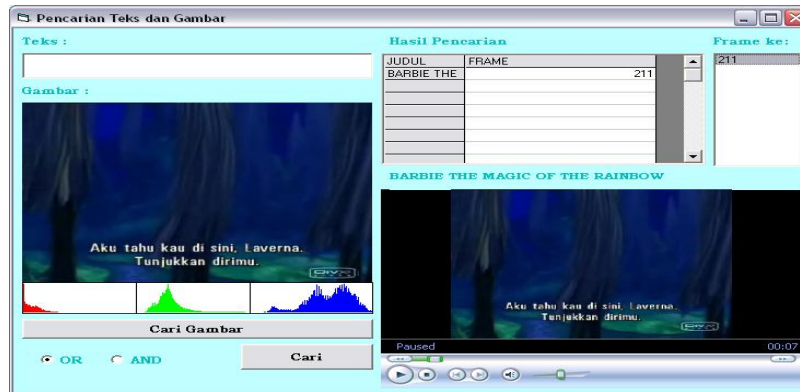 Pencarian Teks dan Gambar
Teks :
Gambar :
Aku tahu kau di sini, Laverna.
Tunjukkan dirimu.
DIVX
Cari Gambar
OR AND Cari
Hasil Pencarian
JUDUL FRAME
BARBIE THE 211
Frame ke:
211
BARBIE THE MAGIC OF THE RAINBOW
Aku tahu kau di sini, Laverna.
Tunjukkan dirimu.
DIVX
Paused 00:07